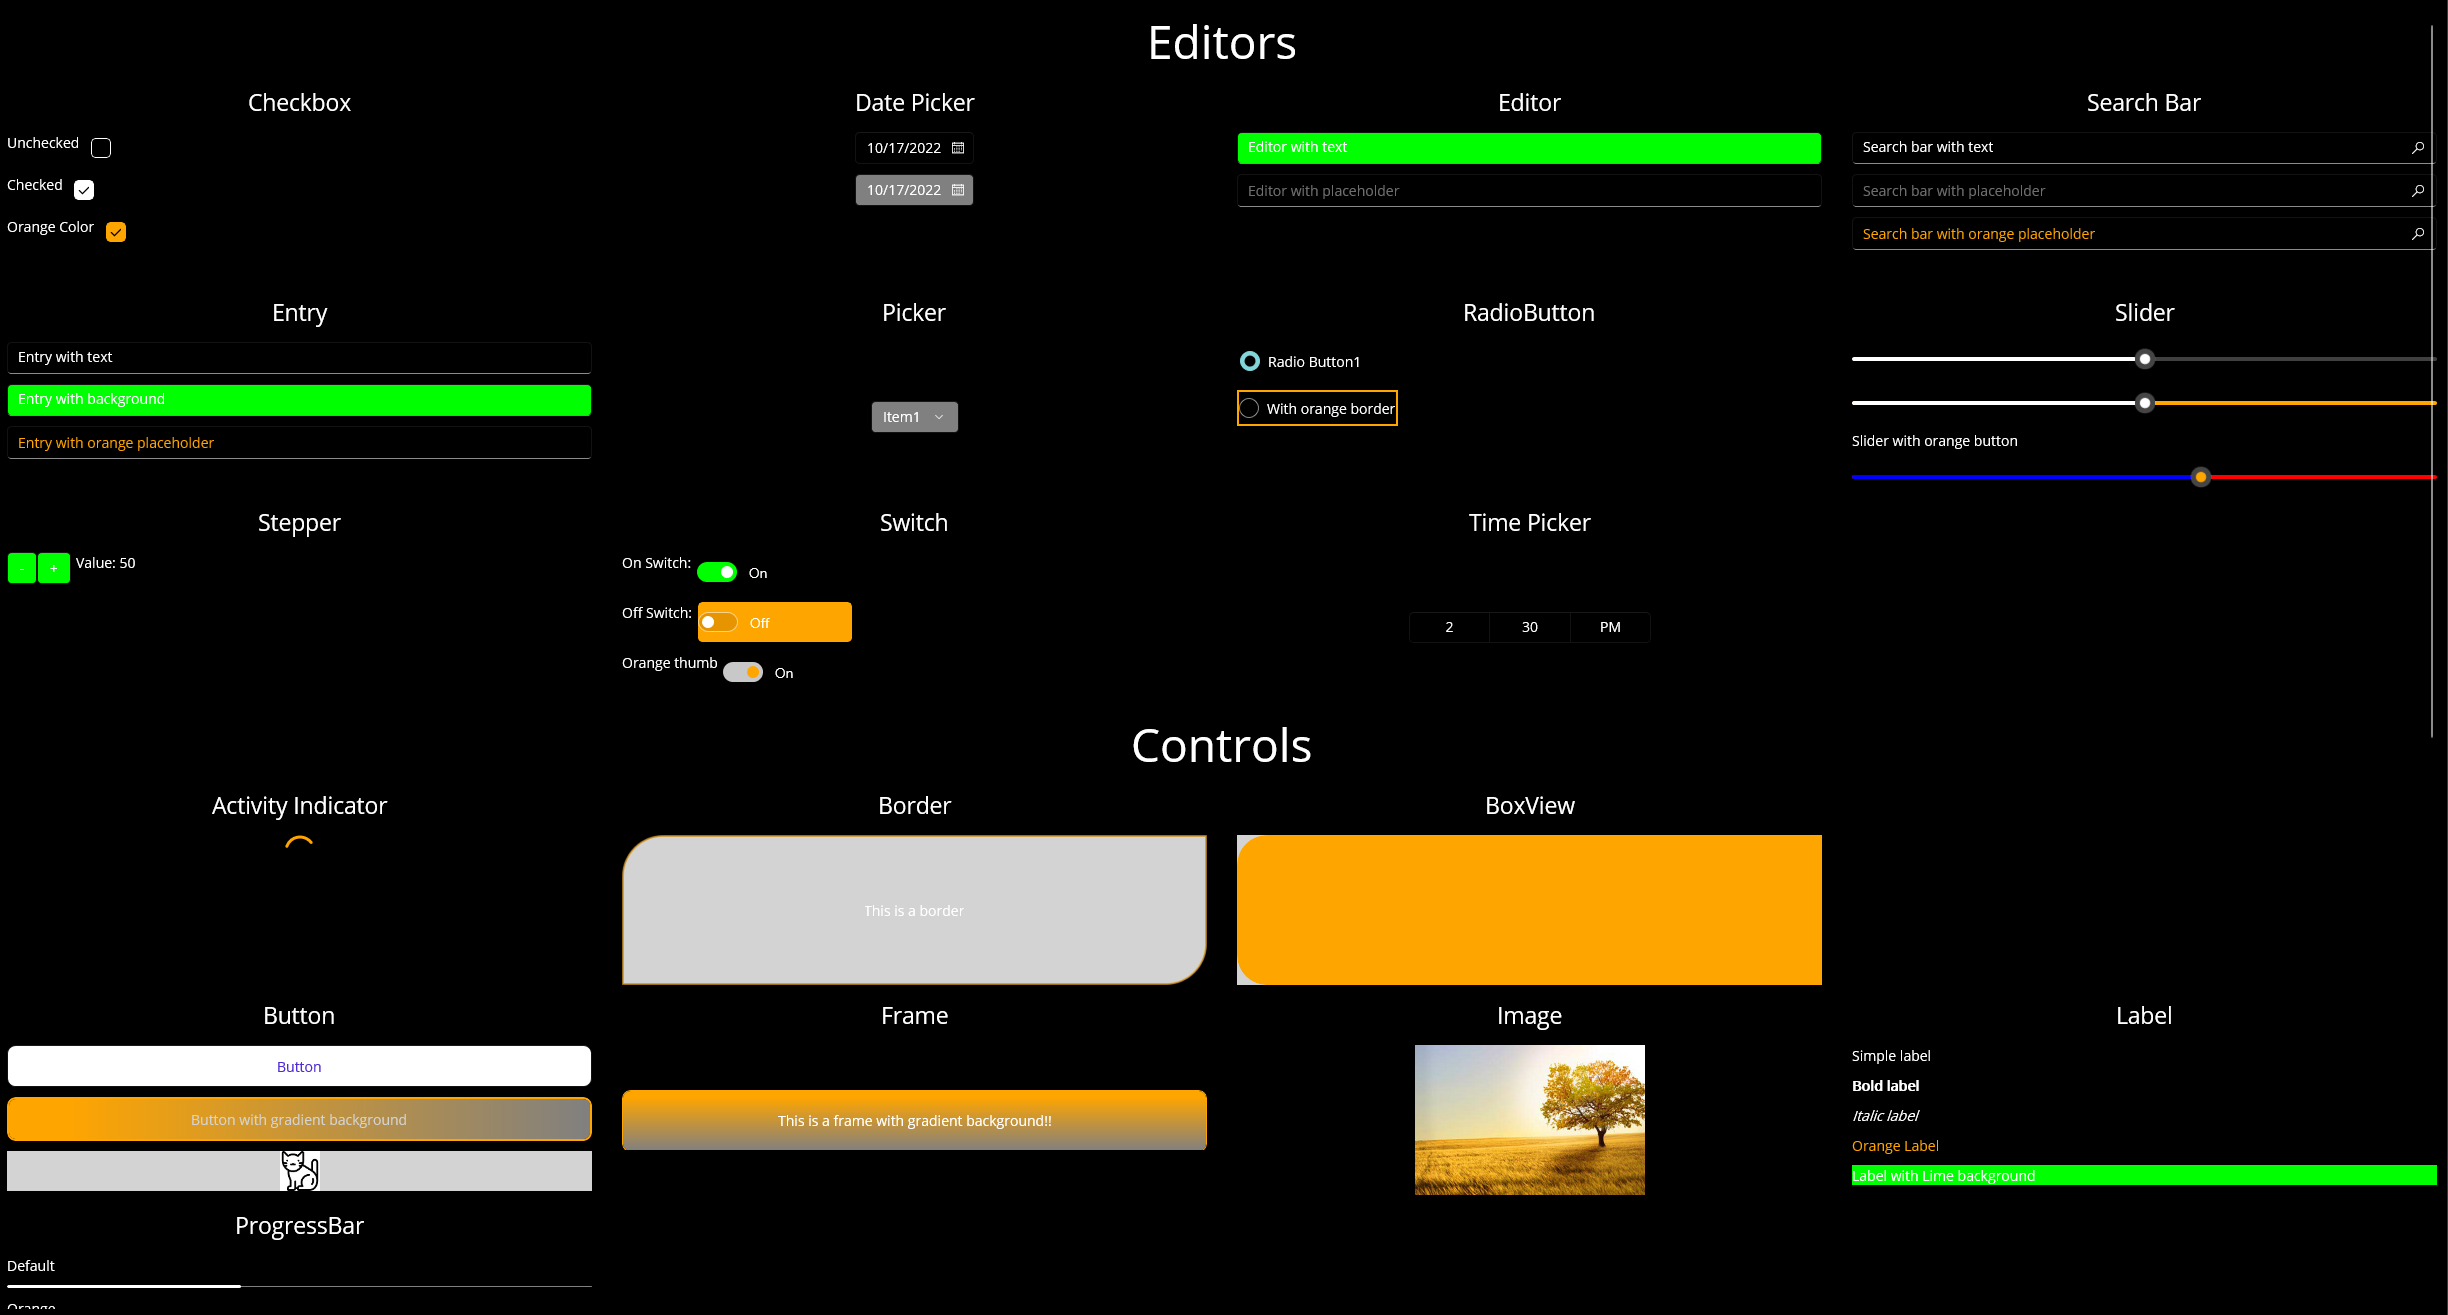 Editors
Checkbox
Unchecked
Checked
Orange Color
Date Picker
10/17/2022
10/17/2022
Editor
Editor with text
Editor with placeholder
Search Bar
Search bar with text
Search bar with placeholder
Search bar with orange placeholder
Entry
Entry with text
Entry with background
Entry with orange placeholder
Picker
Item1
RadioButton
Radio Button1
With orange border
Slider
Slider with orange button
Stepper
- + Value: 50
Switch
On Switch: On
Off Switch: Off
Orange thumb On
Time Picker
2 30 PM
Controls
Activity Indicator
Border
This is a border
BoxView
Button
Button
Button with gradient background
Frame
This is a frame with gradient background!!
Image
Label
Simple label
Bold label
Italic label
Orange Label
Label with Lime background
ProgressBar
Default
Orange